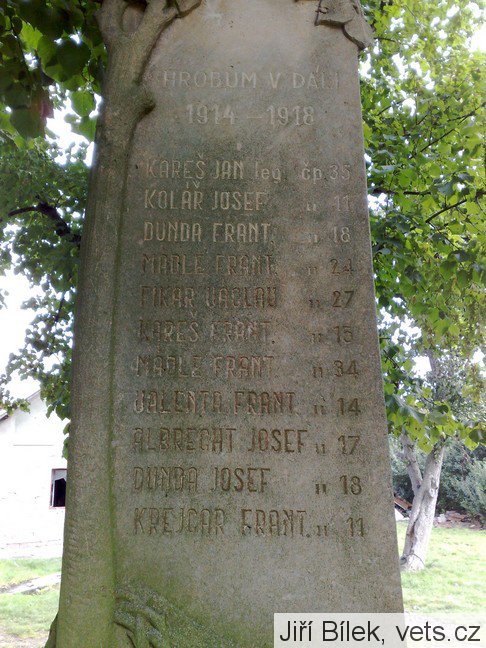 HROBŮM V DÁLI
1914 — 1918
KAREŠ JAN leg. čp. 35
KOLÁŘ JOSEF „ 11
DUNDA FRANT. „ 18
MADLE FRANT. „ 24
FIKAR VÁCLAV „ 27
KAREŠ FRANT. „ 15
MADLE FRANT. „ 34
VALENTA FRANT. „ 14
ALBRECHT JOSEF „ 17
DUNDA JOSEF „ 18
KREJCAR FRANT. „ 11
Jiří Bílek, vets.cz